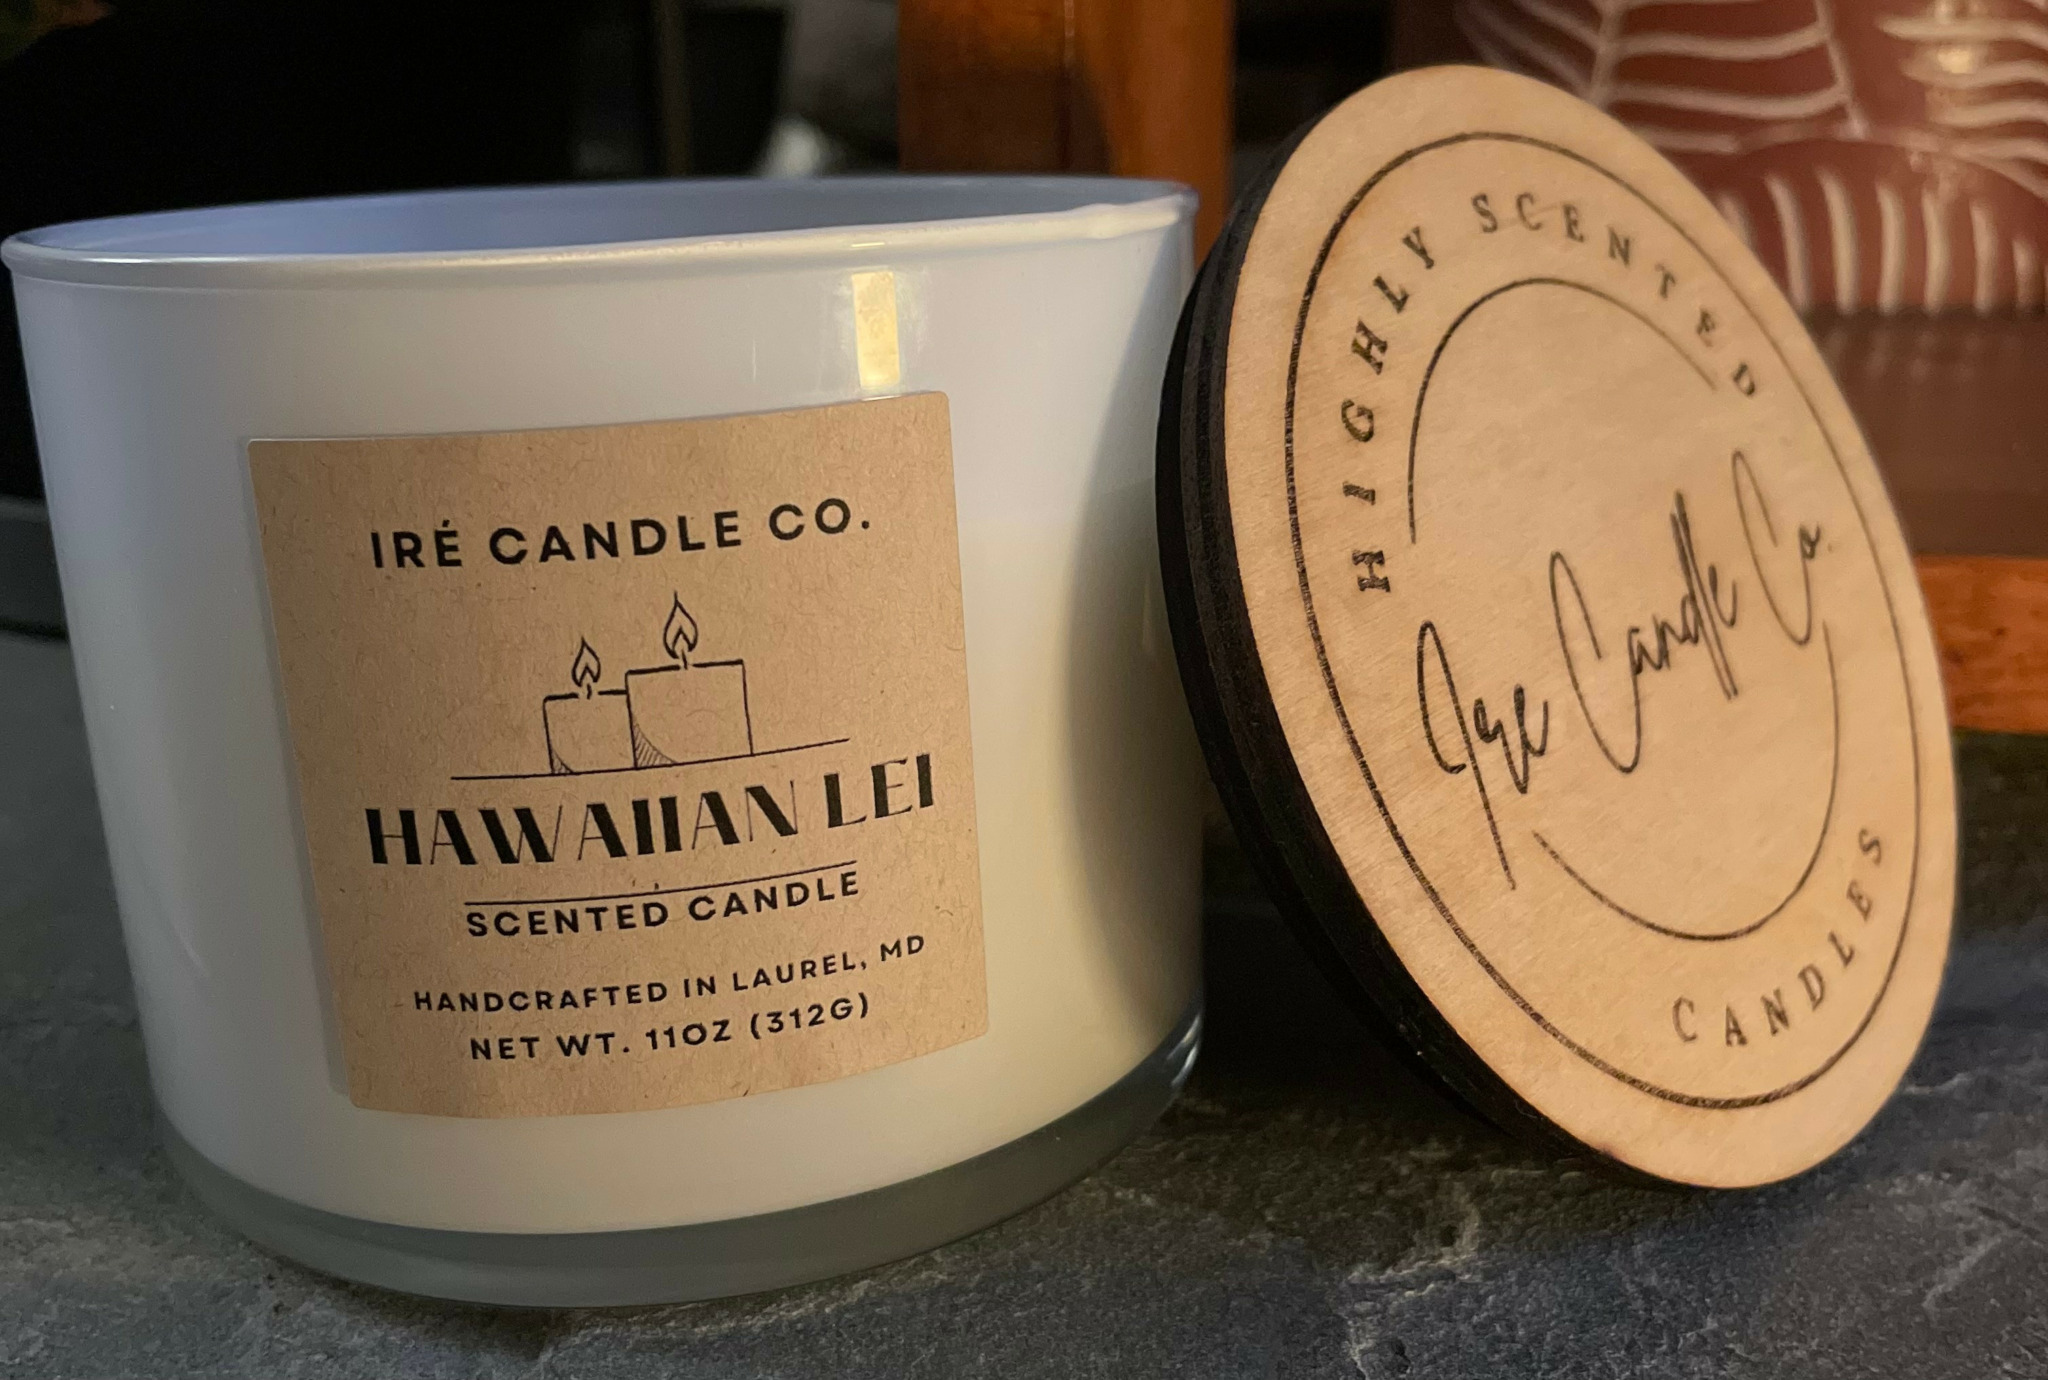 IRÉ CANDLE CO.
HAWAIIAN LEI
SCENTED CANDLE
HANDCRAFTED IN LAUREL, MD
NET WT. 11OZ (312G)
HIGHLY SCENTED
Ire Candle Co.
CANDLES